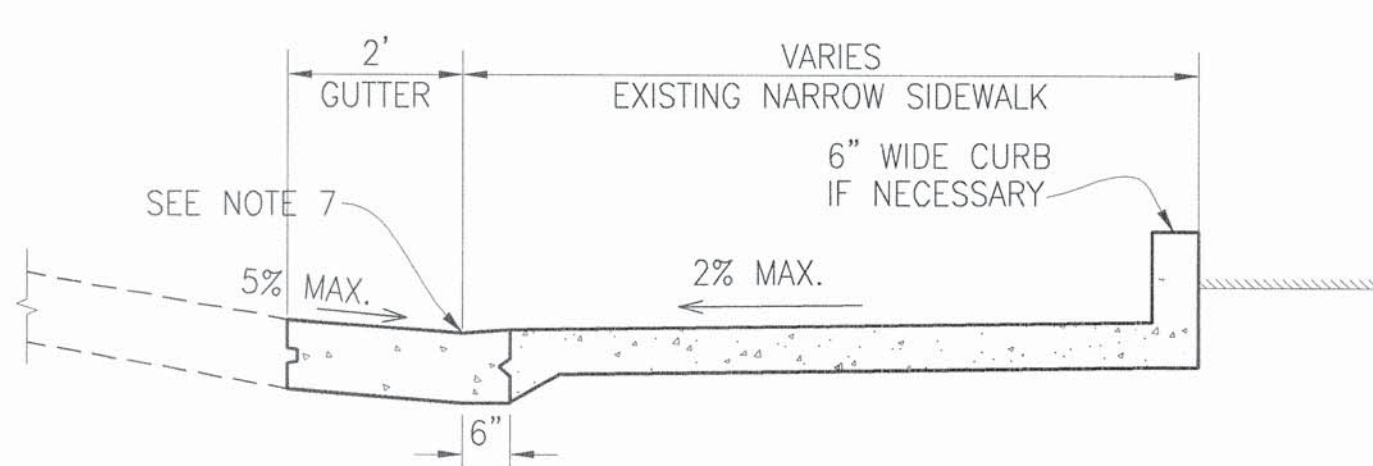 2'
GUTTER
VARIES
EXISTING NARROW SIDEWALK
6" WIDE CURB
IF NECESSARY
SEE NOTE 7
5% MAX.
2% MAX.
6"